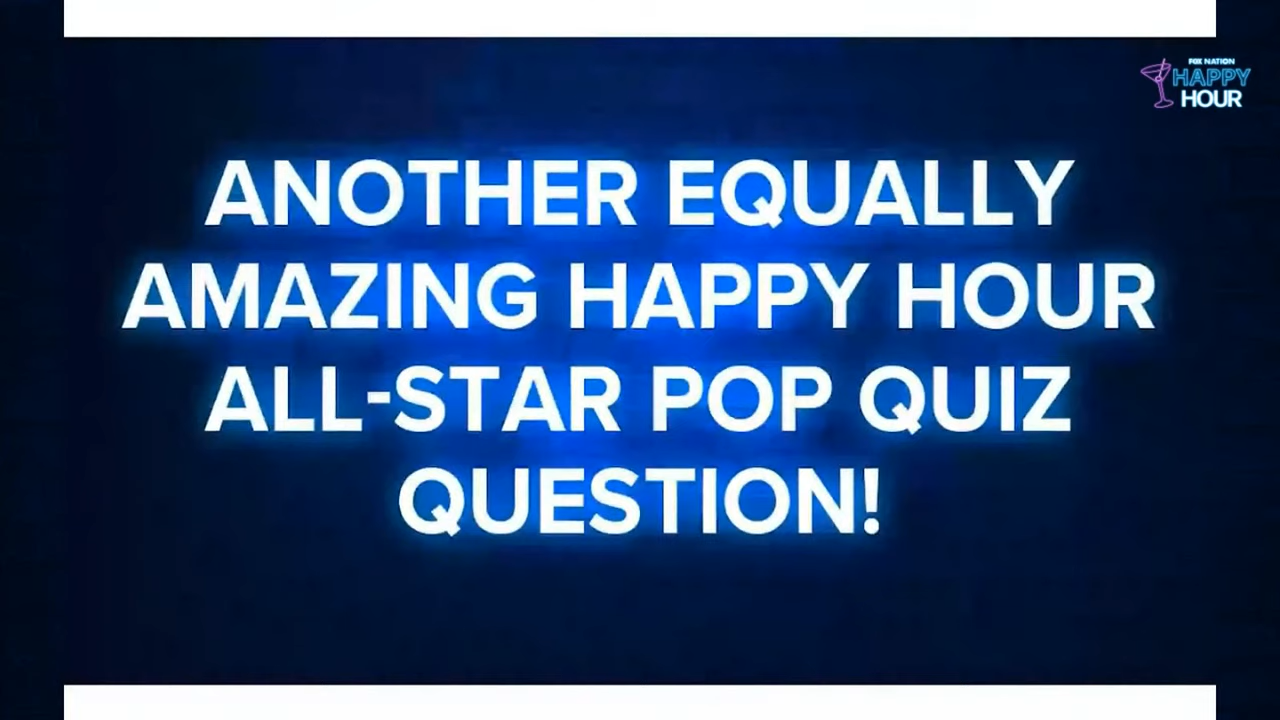 FOX NATION
HAPPY
HOUR
ANOTHER EQUALLY
AMAZING HAPPY HOUR
ALL-STAR POP QUIZ
QUESTION!